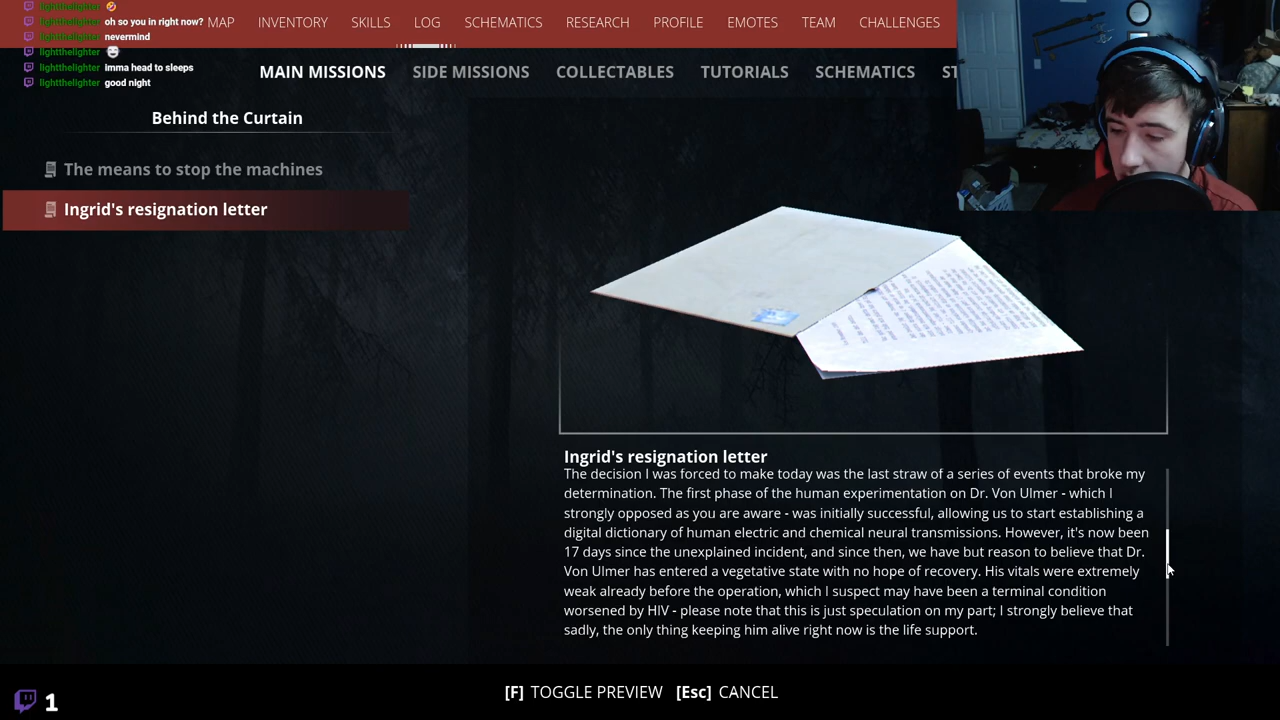 lightthelighter
lightthelighter oh so you in right now?
lightthelighter nevermind
lightthelighter
lightthelighter imma head to sleeps
lightthelighter good night
MAP INVENTORY SKILLS LOG SCHEMATICS RESEARCH PROFILE EMOTES TEAM CHALLENGES
MAIN MISSIONS SIDE MISSIONS COLLECTABLES TUTORIALS SCHEMATICS ST
Behind the Curtain
The means to stop the machines
Ingrid's resignation letter
Ingrid's resignation letter
The decision I was forced to make today was the last straw of a series of events that broke my
determination. The first phase of the human experimentation on Dr. Von Ulmer - which I
strongly opposed as you are aware - was initially successful, allowing us to start establishing a
digital dictionary of human electric and chemical neural transmissions. However, it's now been
17 days since the unexplained incident, and since then, we have but reason to believe that Dr.
Von Ulmer has entered a vegetative state with no hope of recovery. His vitals were extremely
weak already before the operation, which I suspect may have been a terminal condition
worsened by HIV - please note that this is just speculation on my part; I strongly believe that
sadly, the only thing keeping him alive right now is the life support.
[F] TOGGLE PREVIEW [Esc] CANCEL
1